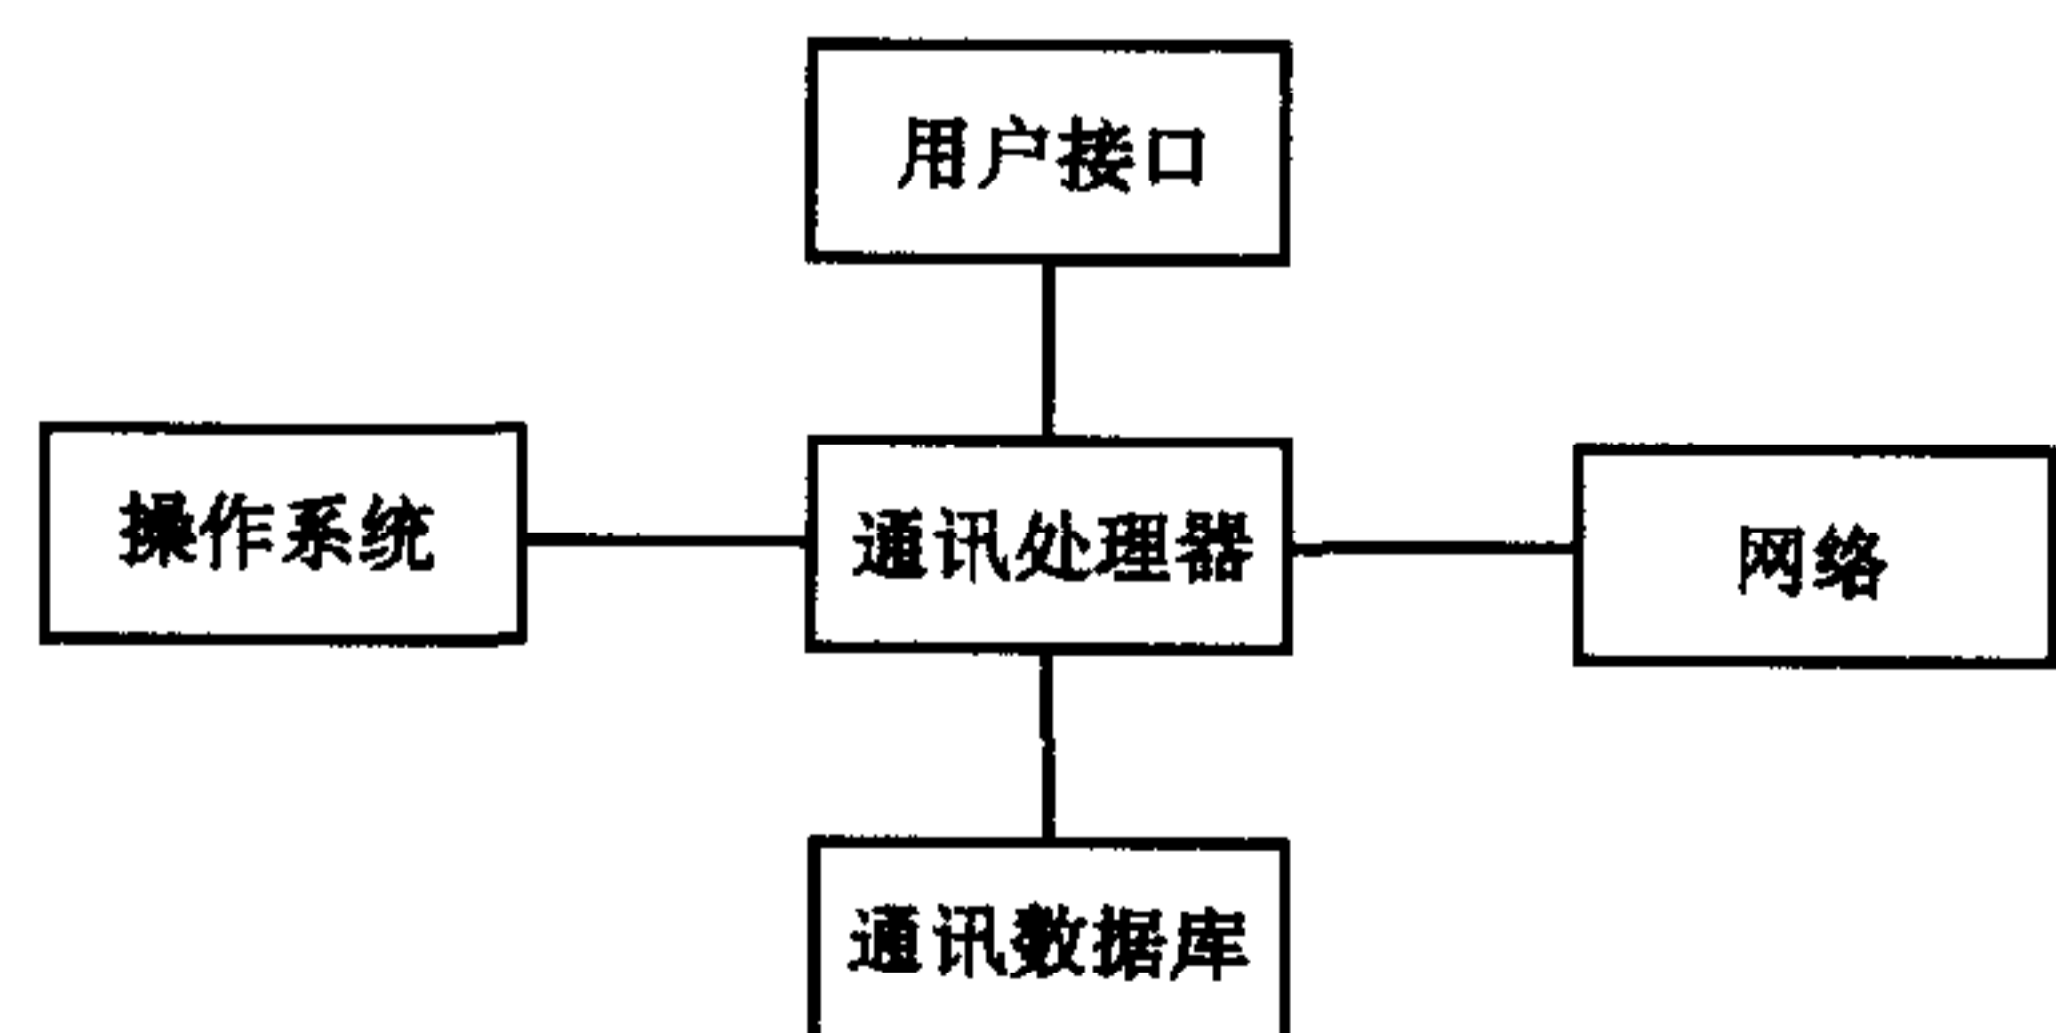 用户接口
操作系统
通讯处理器
网络
通讯数据库